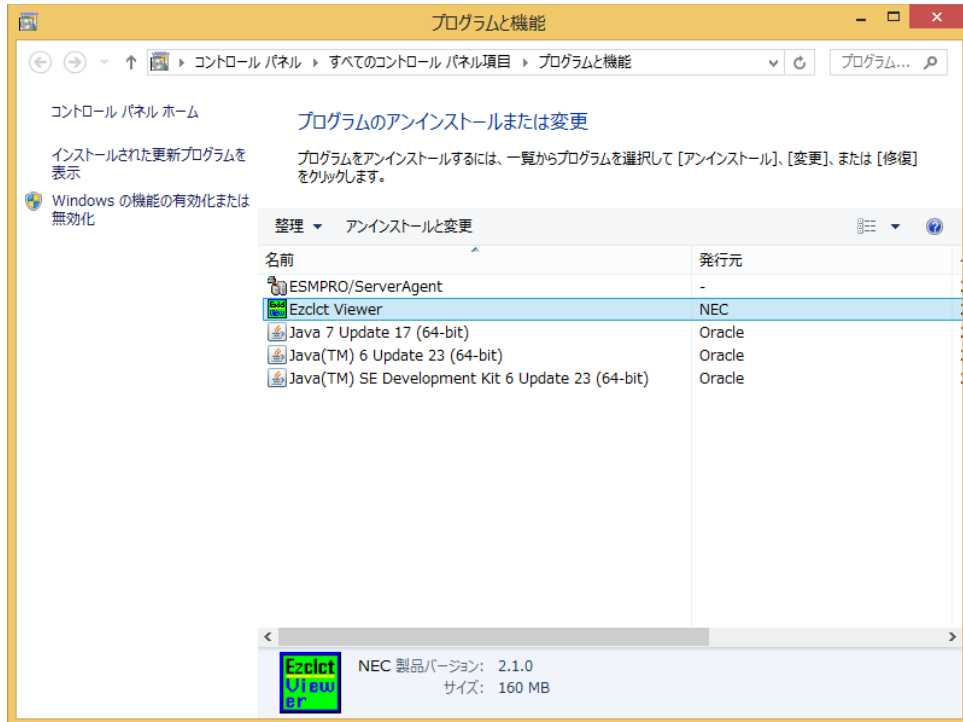 プログラムと機能
コントロール パネル ▸ すべてのコントロール パネル項目 ▸ プログラムと機能
プログラム...
コントロール パネル ホーム
インストールされた更新プログラムを
表示
Windows の機能の有効化または
無効化
プログラムのアンインストールまたは変更
プログラムをアンインストールするには、一覧からプログラムを選択して [アンインストール]、[変更]、または [修復]
をクリックします。
整理 アンインストールと変更
名前 発行元
ESMPRO/ServerAgent -
Ezclct Viewer NEC
Java 7 Update 17 (64-bit) Oracle
Java(TM) 6 Update 23 (64-bit) Oracle
Java(TM) SE Development Kit 6 Update 23 (64-bit) Oracle
Ezclct
View
er
NEC 製品バージョン: 2.1.0
サイズ: 160 MB